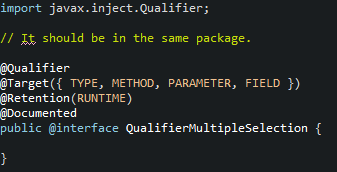 import javax.inject.Qualifier;
// It should be in the same package.
@Qualifier
@Target({ TYPE, METHOD, PARAMETER, FIELD })
@Retention(RUNTIME)
@Documented
public @interface QualifierMultipleSelection {
}